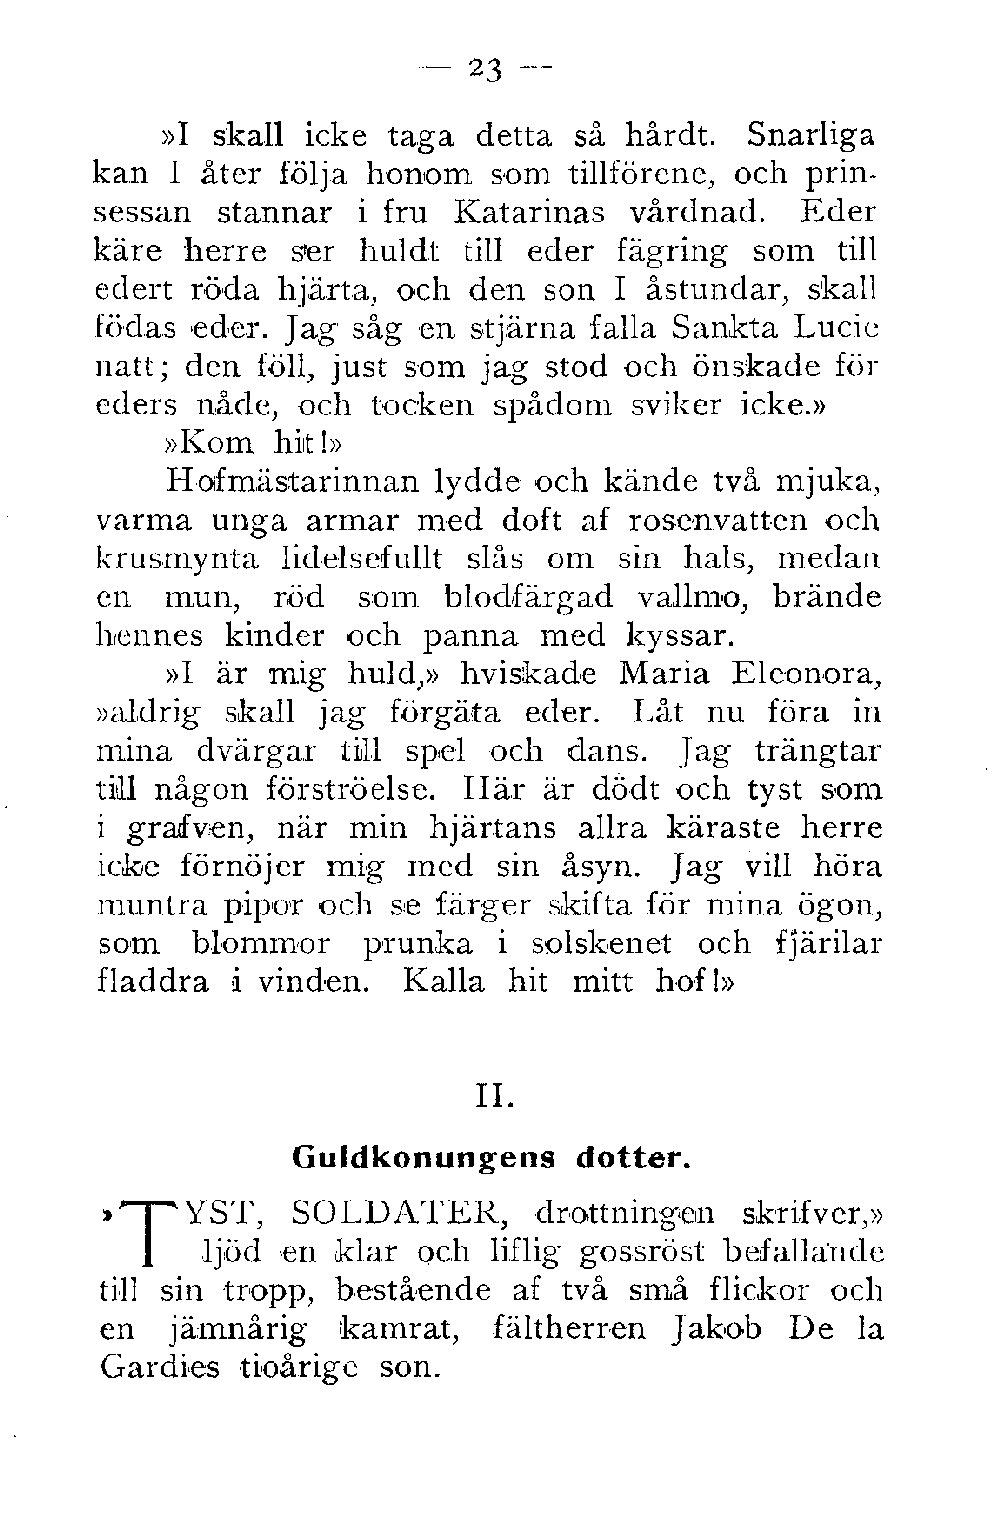 — 23 —
»I skall icke taga detta så hårdt. Snarliga
kan I åter följa honom som tillförene, och prin-
sessan stannar i fru Katarinas vårdnad. Eder
käre herre ser huldt till eder fägring som till
edert röda hjärta, och den son I åstundar, skall
födas eder. Jag såg en stjärna falla Sankta Lucie
natt; den föll, just som jag stod och önskade för
eders nåde, och tocken spådom sviker icke.»
»Kom hit!»
Hofmästarinnan lydde och kände två mjuka,
varma unga armar med doft af rosenvatten och
krusmynta lidelsefullt slås om sin hals, medan
en mun, röd som blodfärgad vallmo, brände
hennes kinder och panna med kyssar.
»I är mig huld,» hviskade Maria Eleonora,
»aldrig skall jag förgäta eder. Låt nu föra in
mina dvärgar till spel och dans. Jag trängtar
till någon förströelse. Här är dödt och tyst som
i grafven, när min hjärtans allra käraste herre
icke förnöjer mig med sin åsyn. Jag vill höra
muntra pipor och se färger skifta för mina ögon,
som blommor prunka i solskenet och fjärilar
fladdra i vinden. Kalla hit mitt hof!»
II.
Guldkonungens dotter.
»TYST, SOLDATER, drottningen skrifver,»
ljöd en klar och liflig gossröst befallande
till sin tropp, bestående af två små flickor och
en jämnårig kamrat, fältherren Jakob De la
Gardies tioårige son.